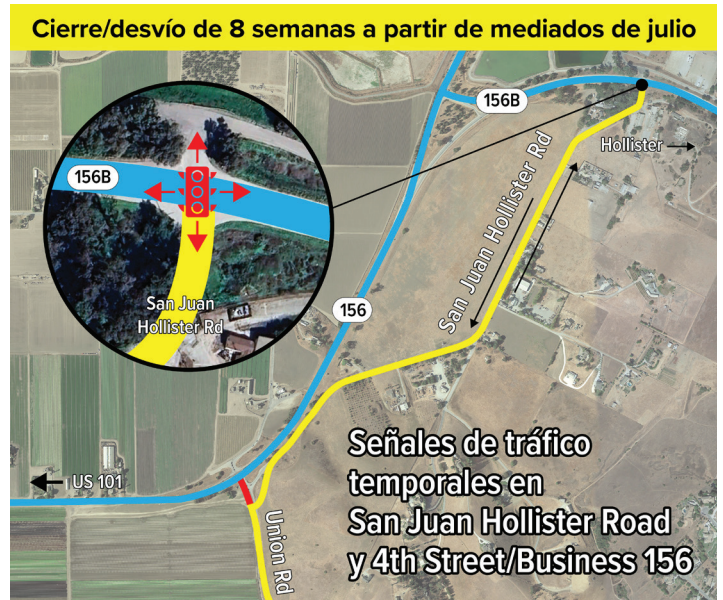 Cierre/desvío de 8 semanas a partir de mediados de julio
156B
Hollister
156B
San Juan Hollister Rd
San Juan
Hollister Rd
156
US 101
Union Rd
Señales de tráfico
temporales en
San Juan Hollister Road
y 4th Street/Business 156